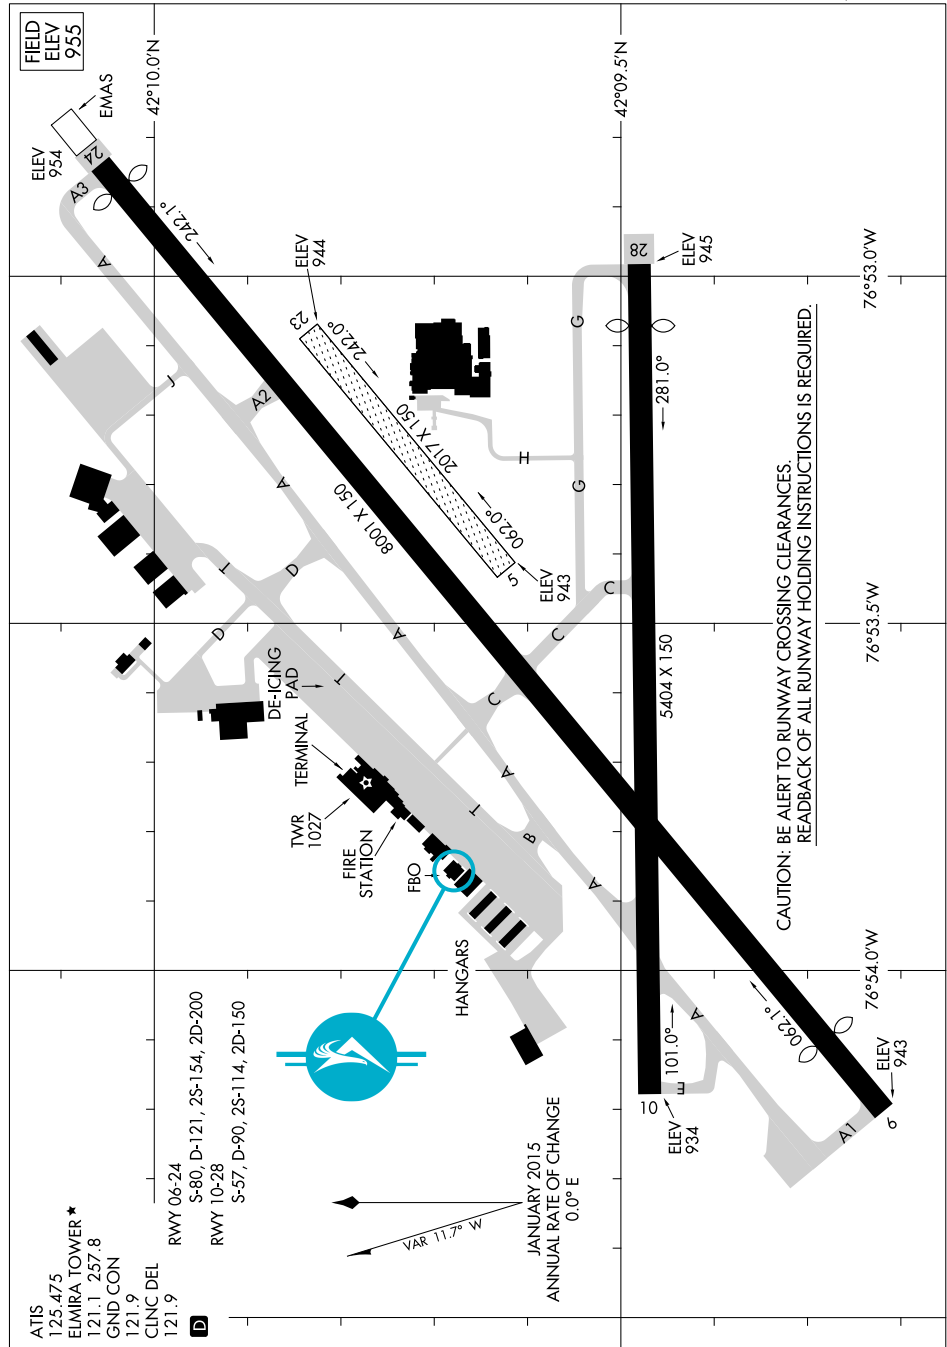 ATIS
125.475
ELMIRA TOWER ★
121.1 257.8
GND CON
121.9
CLNC DEL
121.9
D
RWY 06-24
S-80, D-121, 2S-154, 2D-200
RWY 10-28
S-57, D-90, 2S-114, 2D-150
FIELD
ELEV
955
EMAS
ELEV
954
24
A3
A
242.1°
42°10.0'N
42°09.5'N
J
A2
A
ELEV
944
23
242.0°
2017 X 150
062.0°
5
ELEV
943
8001 X 150
H
G
G
28
ELEV
945
76°53.0'W
281.0°
T
D
D
A
C
C
C
76°53.5'W
5404 X 150
DE-ICING
PAD
T
TERMINAL
TWR
1027
FIRE
STATION
FBO
T
A
B
A
HANGARS
76°54.0'W
A
062.1°
101.0°
E
10
ELEV
934
A1
6
ELEV
943
VAR 11.7° W
JANUARY 2015
ANNUAL RATE OF CHANGE
0.0° E
CAUTION: BE ALERT TO RUNWAY CROSSING CLEARANCES.
READBACK OF ALL RUNWAY HOLDING INSTRUCTIONS IS REQUIRED.